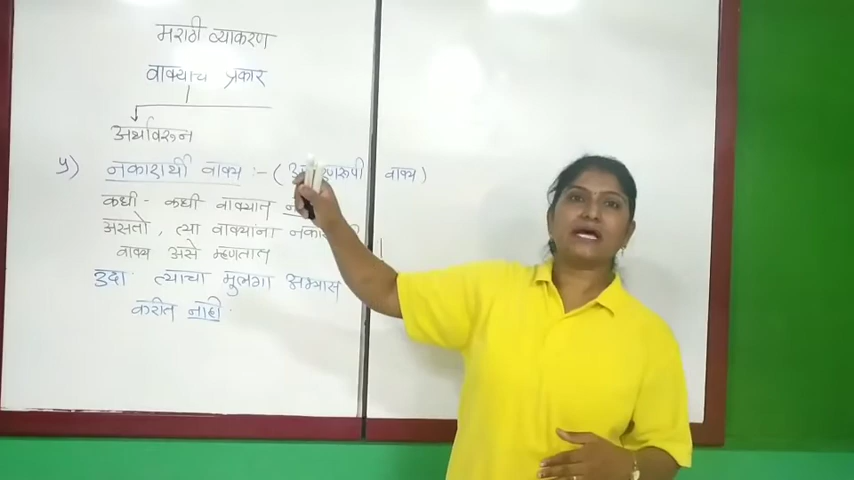 मराठी व्याकरण
वाक्याचे प्रकार
अर्थावरून
५) नकारार्थी वाक्य :- ( वाक्य )
कधी - कधी वाक्यात
असतो, त्या वाक्यांना
वाक्य असे म्हणतात
उदा त्याचा मुलगा अभ्यास
करीत नाही.